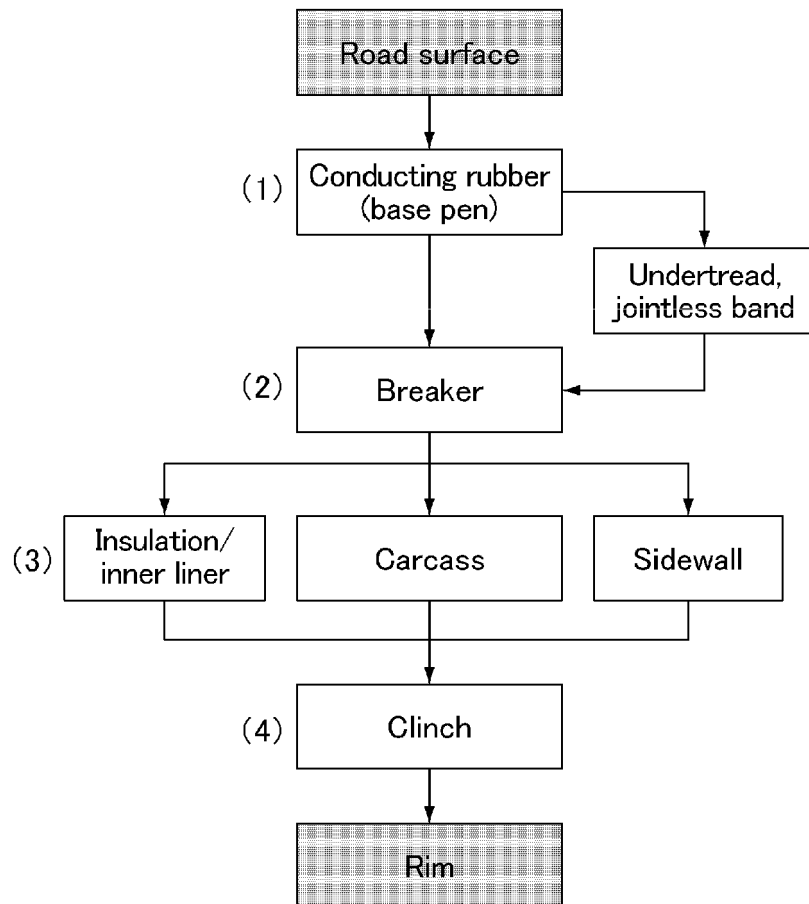 Road surface
(1)
Conducting rubber
(base pen)
Undertread,
jointless band
(2)
Breaker
(3)
Insulation/
inner liner
Carcass
Sidewall
(4)
Clinch
Rim